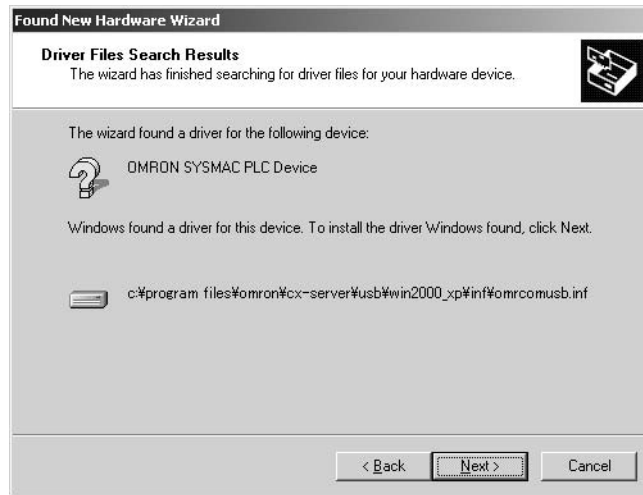 Found New Hardware Wizard
Driver Files Search Results
The wizard has finished searching for driver files for your hardware device.
The wizard found a driver for the following device:
OMRON SYSMAC PLC Device
Windows found a driver for this device. To install the driver Windows found, click Next.
c:¥program files¥omron¥cx-server¥usb¥win2000_xp¥inf¥omrcomusb.inf
< Back
Next >
Cancel